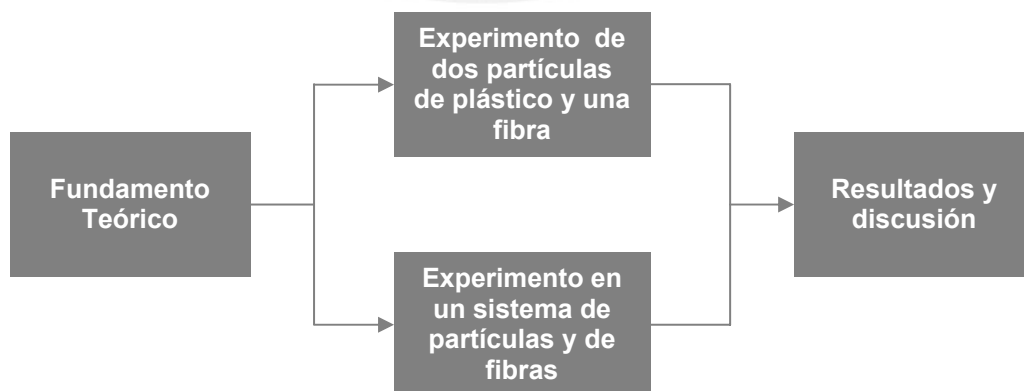 Fundamento
Teórico
Experimento de
dos partículas
de plástico y una
fibra
Experimento en
un sistema de
partículas y de
fibras
Resultados y
discusión